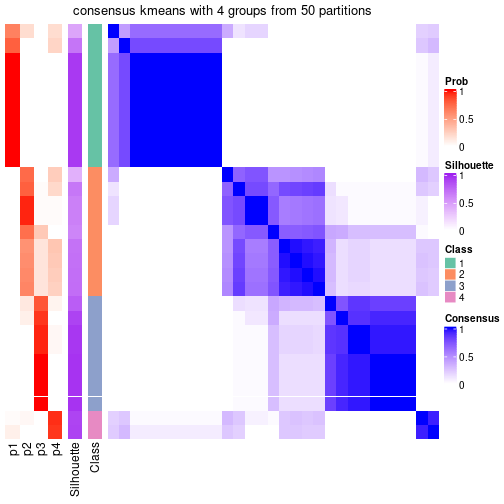 consensus kmeans with 4 groups from 50 partitions
Prob
1
0.5
0
Silhouette
1
0.5
0
Class
1
2
3
4
Consensus
1
0.5
0
p1
p2
p3
p4
Silhouette
Class